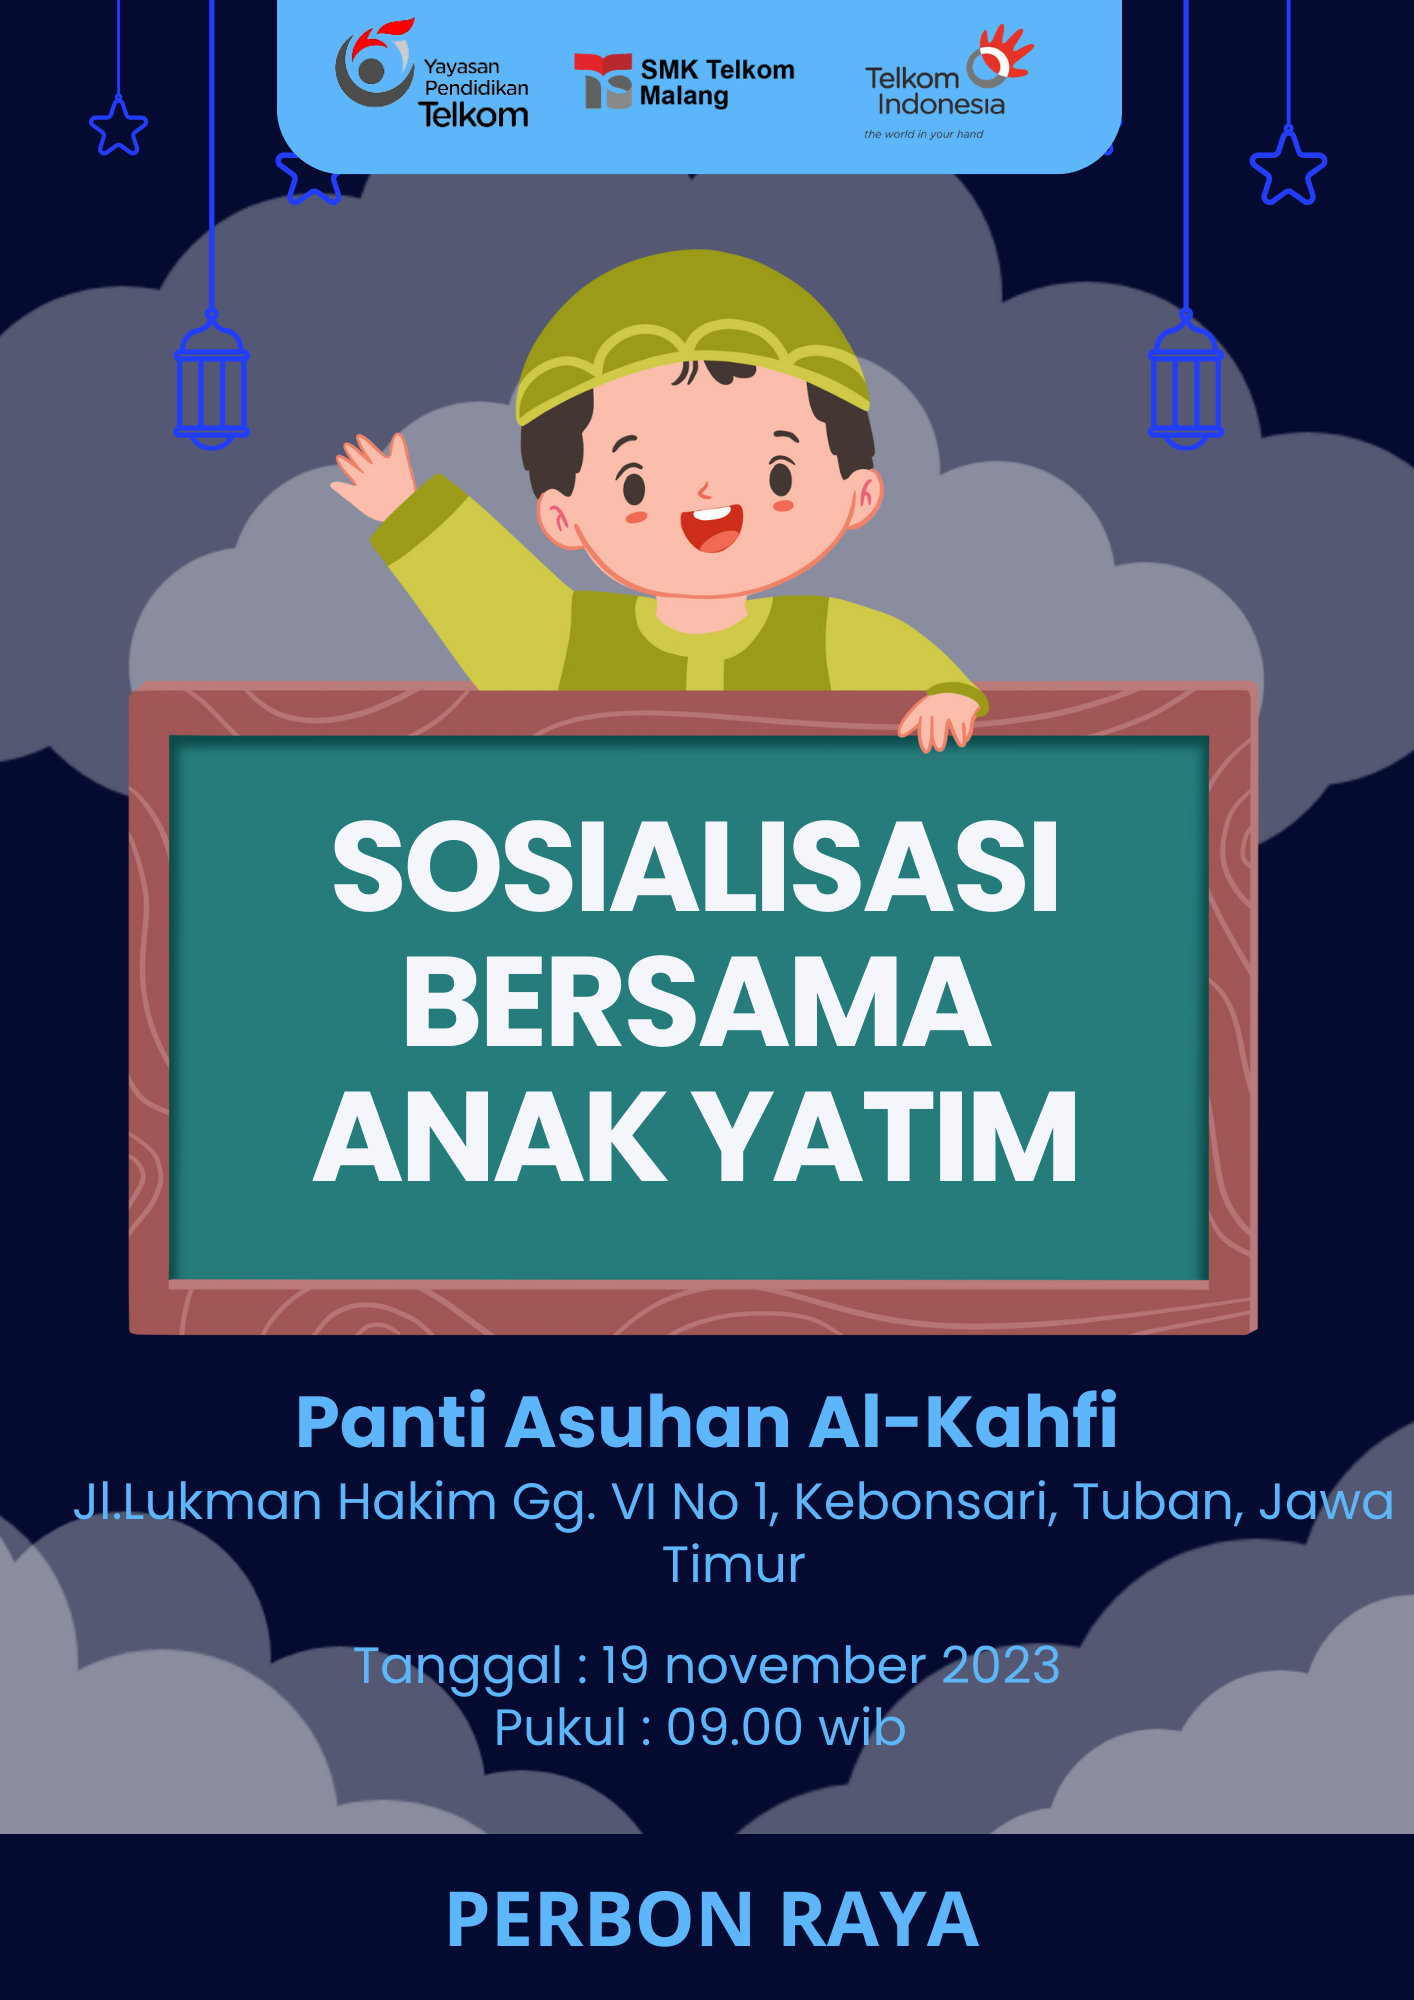 Yayasan
Pendidikan
Telkom
SMK Telkom
Malang
Telkom
Indonesia
the world in your hand
SOSIALISASI
BERSAMA
ANAK YATIM
Panti Asuhan Al-Kahfi
Jl.Lukman Hakim Gg. VI No 1, Kebonsari, Tuban, Jawa
Timur
Tanggal : 19 november 2023
Pukul : 09.00 wib
PERBON RAYA